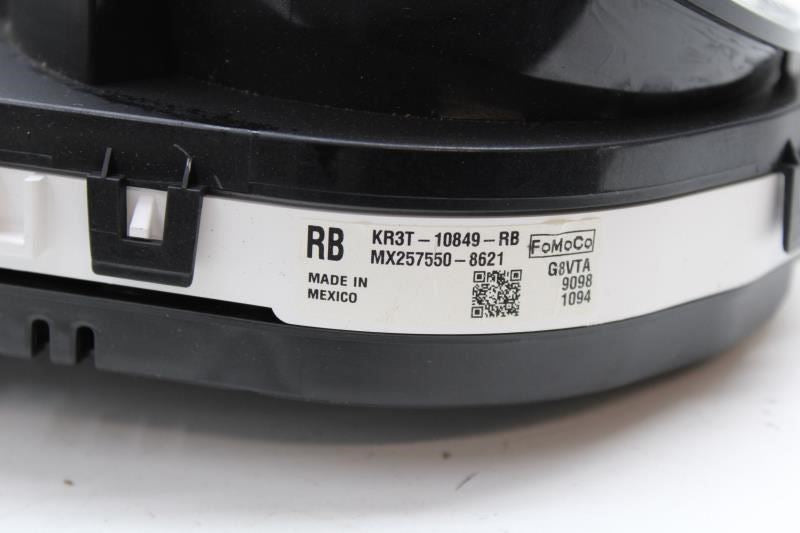 RB
KR3T-10849-RB
MX257550-8621
FoMoCo
MADE IN
MEXICO
G8VTA
9098
1094